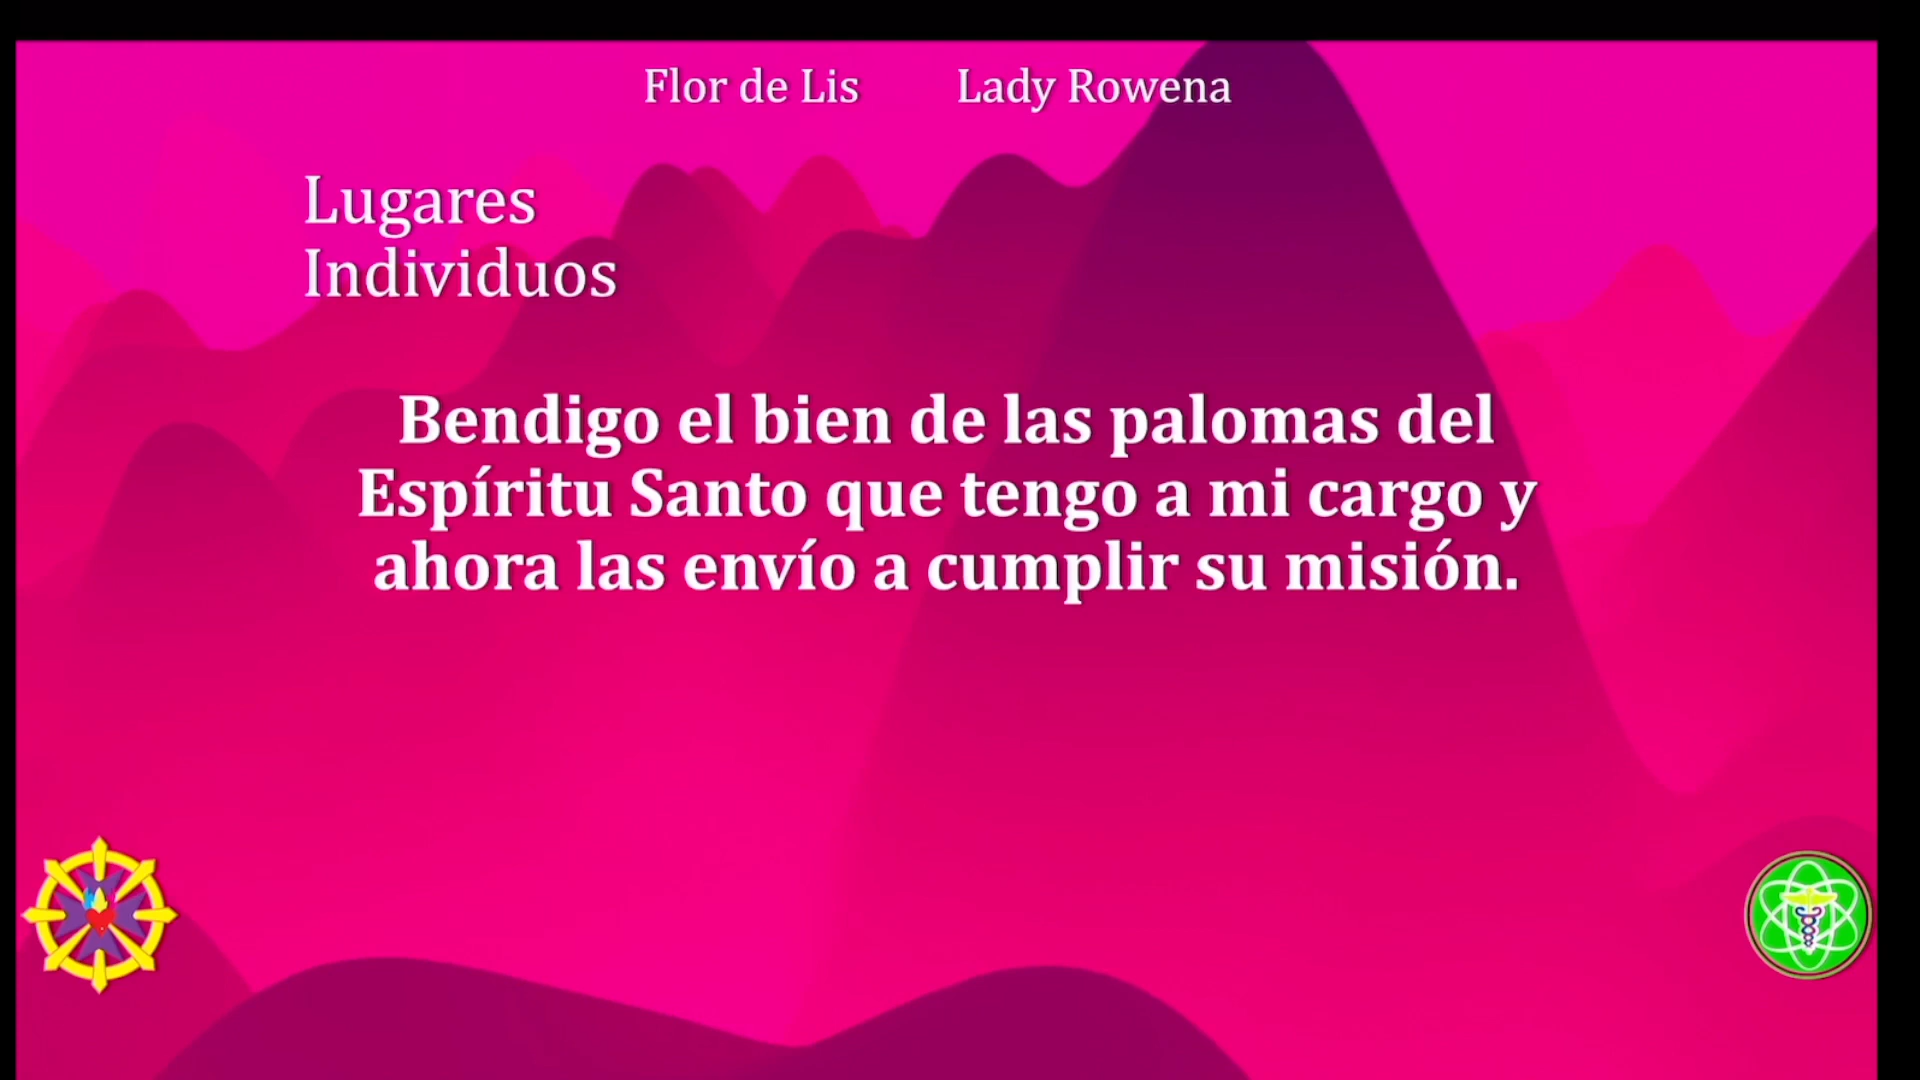 Flor de Lis Lady Rowena
Lugares
Individuos
Bendigo el bien de las palomas del
Espíritu Santo que tengo a mi cargo y
ahora las envío a cumplir su misión.